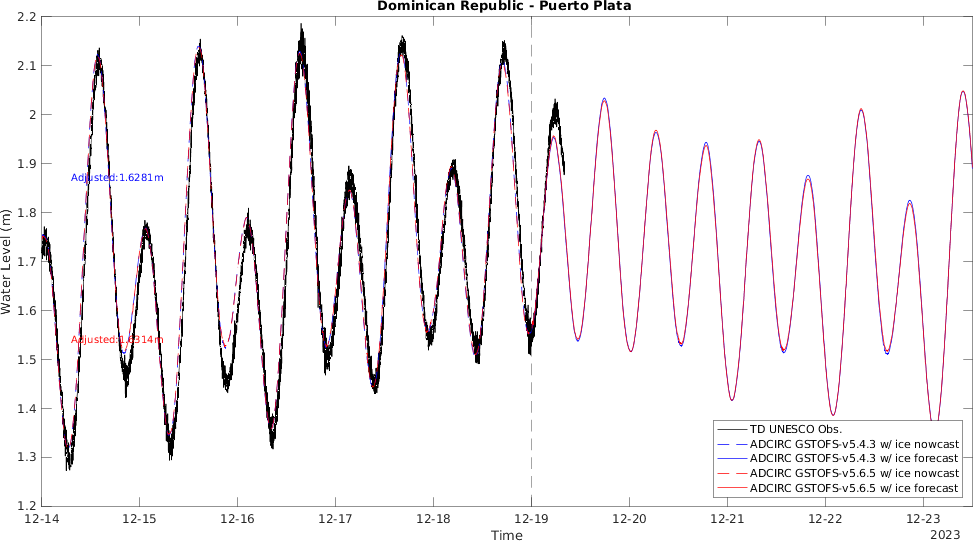 Dominican Republic - Puerto Plata
2.2
2.1
2
1.9
1.8
1.7
1.6
1.5
1.4
1.3
1.2
Water Level (m)
Adjusted:1.6281m
Adjusted:1.6314m
TD UNESCO Obs.
ADCIRC GSTOFS-v5.4.3 w/ ice nowcast
ADCIRC GSTOFS-v5.4.3 w/ ice forecast
ADCIRC GSTOFS-v5.6.5 w/ ice nowcast
ADCIRC GSTOFS-v5.6.5 w/ ice forecast
12-14 12-15 12-16 12-17 12-18 12-19 12-20 12-21 12-22 12-23
Time
2023